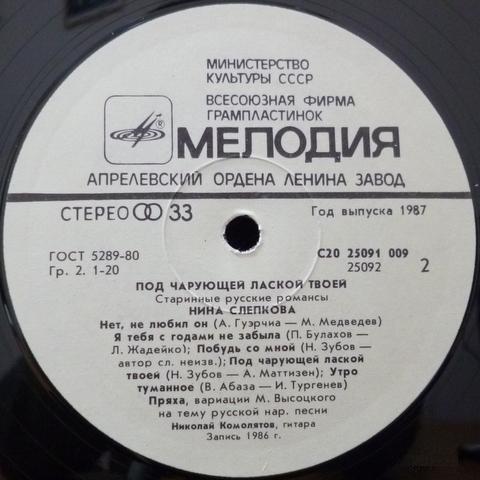 МИНИСТЕРСТВО
КУЛЬТУРЫ СССР
ВСЕСОЮЗНАЯ ФИРМА
ГРАМПЛАСТИНОК
® МЕЛОДИЯ
АПРЕЛЕВСКИЙ ОРДЕНА ЛЕНИНА ЗАВОД
СТЕРЕО 33
Год выпуска 1987
ГОСТ 5289-80
Гр. 2. 1-20
С20 25091 009
25092
2
ПОД ЧАРУЮЩЕЙ ЛАСКОЙ ТВОЕЙ
Старинные русские романсы
НИНА СЛЕПКОВА
Нет, не любил он (А. Гуэрчиа — М. Медведев)
Я тебя с годами не забыла (П. Булахов —
Л. Жадейко); Побудь со мной (Н. Зубов —
автор сл. неизв.); Под чарующей лаской
твоей (Н. Зубов — А. Маттизен); Утро
туманное (В. Абаза — И. Тургенев)
Пряха, вариации М. Высоцкого
на тему русской нар. песни
Николай Комолятов, гитара
Запись 1986 г.